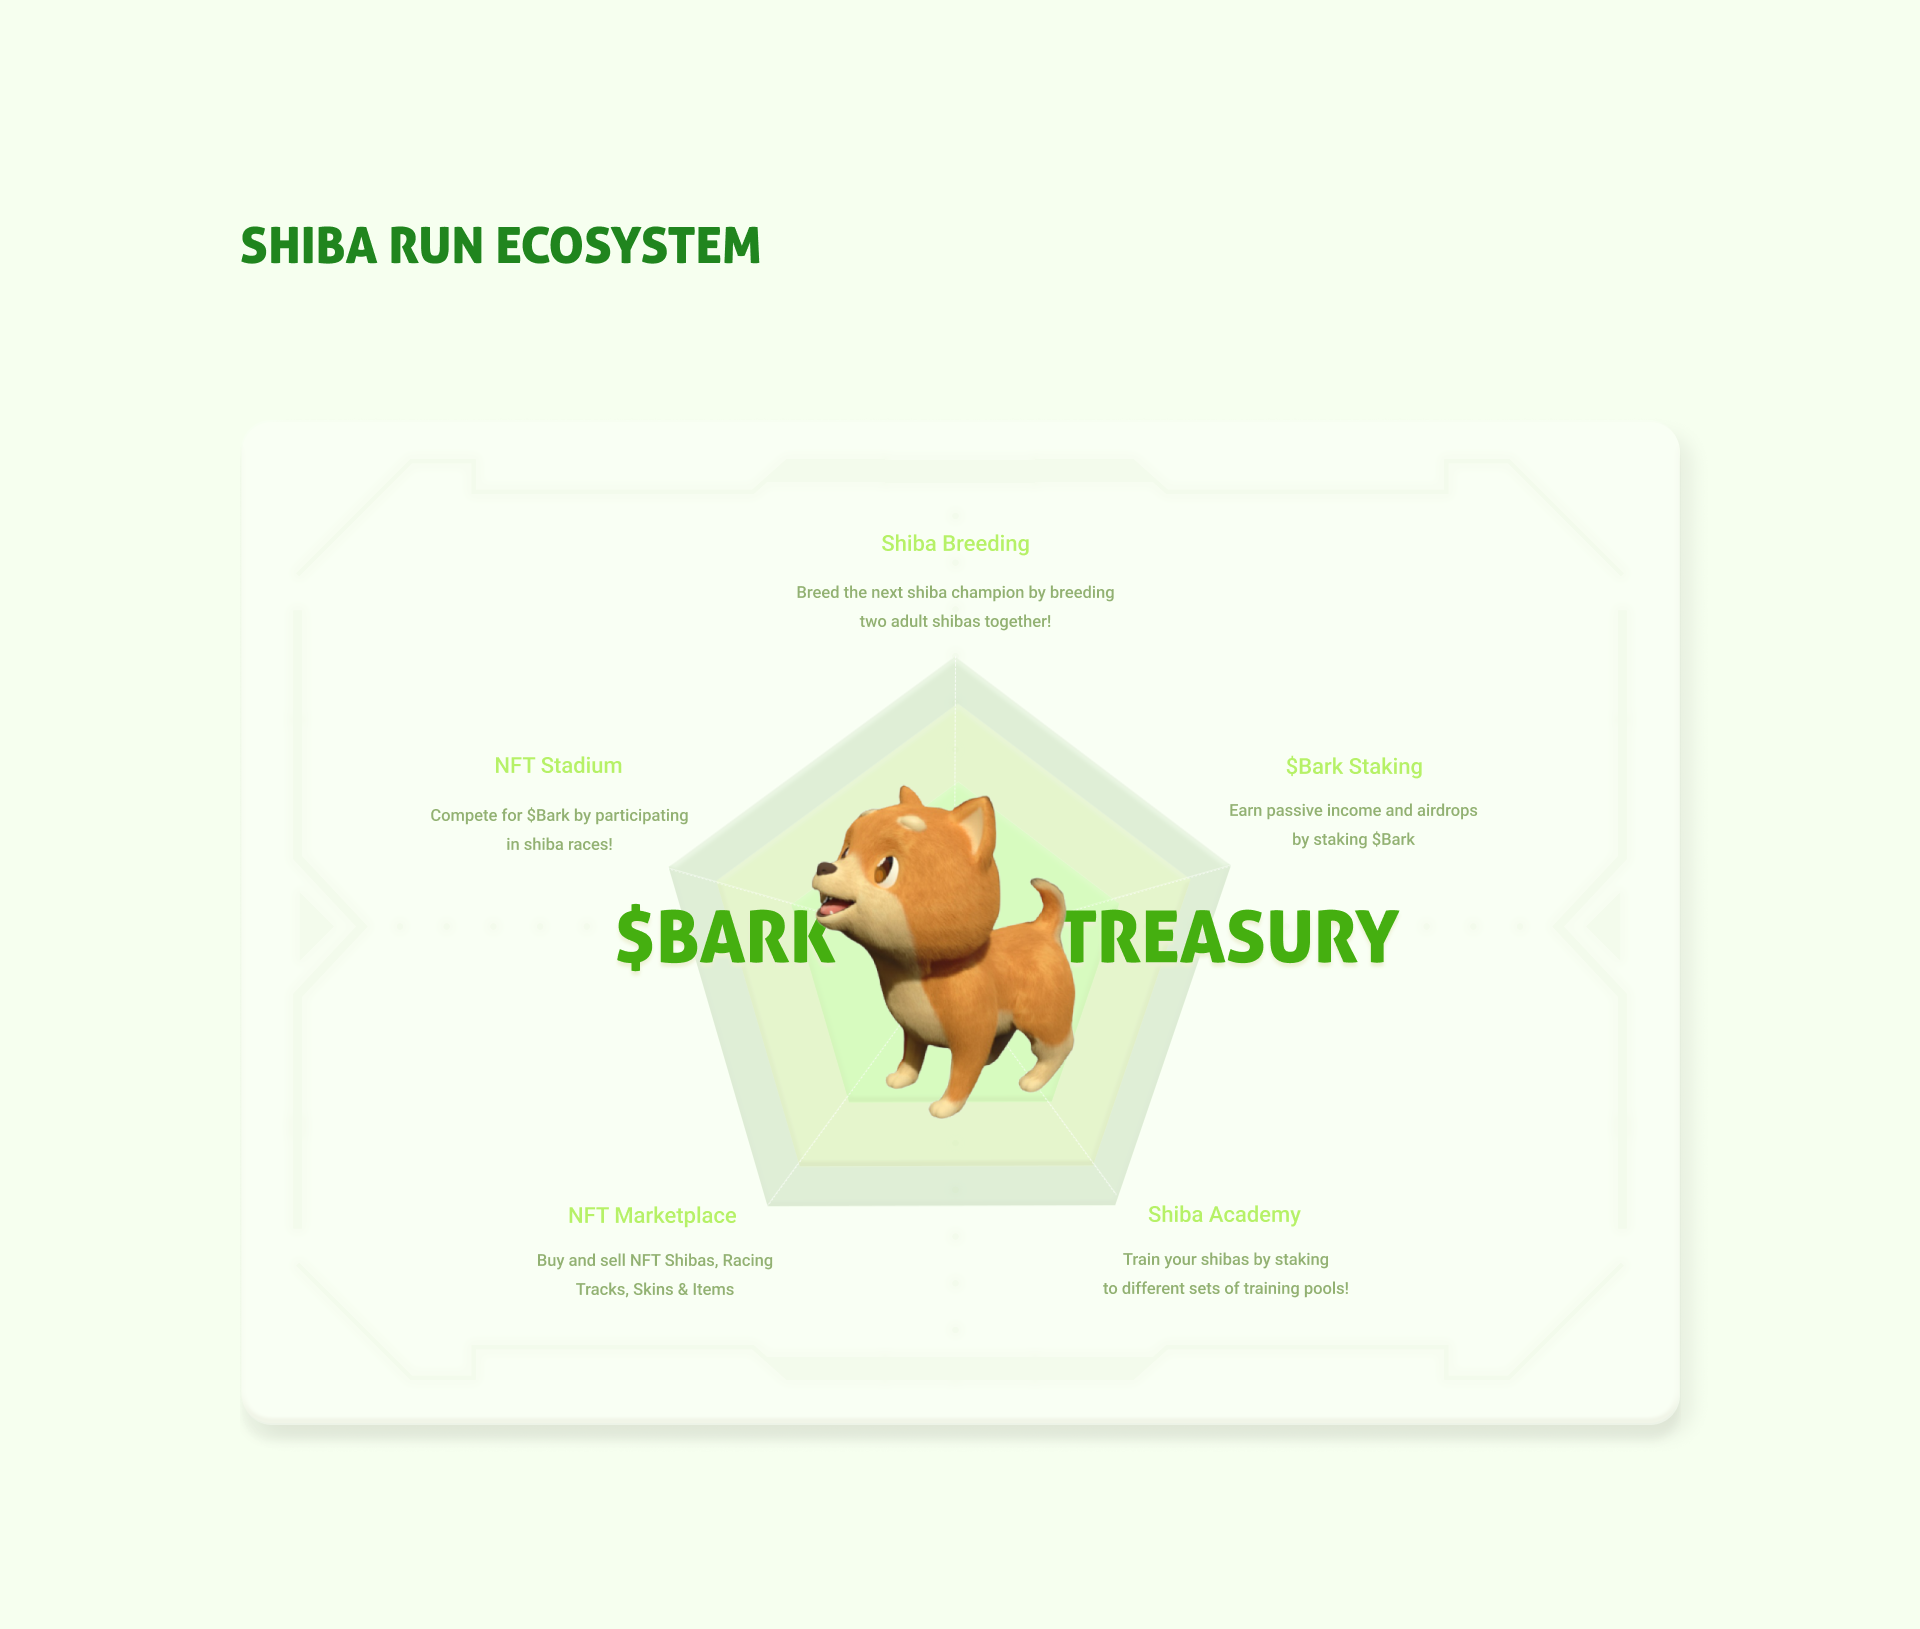 SHIBA RUN ECOSYSTEM
Shiba Breeding
Breed the next shiba champion by breeding
two adult shibas together!
NFT Stadium
Compete for $Bark by participating
in shiba races!
$Bark Staking
Earn passive income and airdrops
by staking $Bark
$BARK TREASURY
NFT Marketplace
Buy and sell NFT Shibas, Racing
Tracks, Skins & Items
Shiba Academy
Train your shibas by staking
to different sets of training pools!